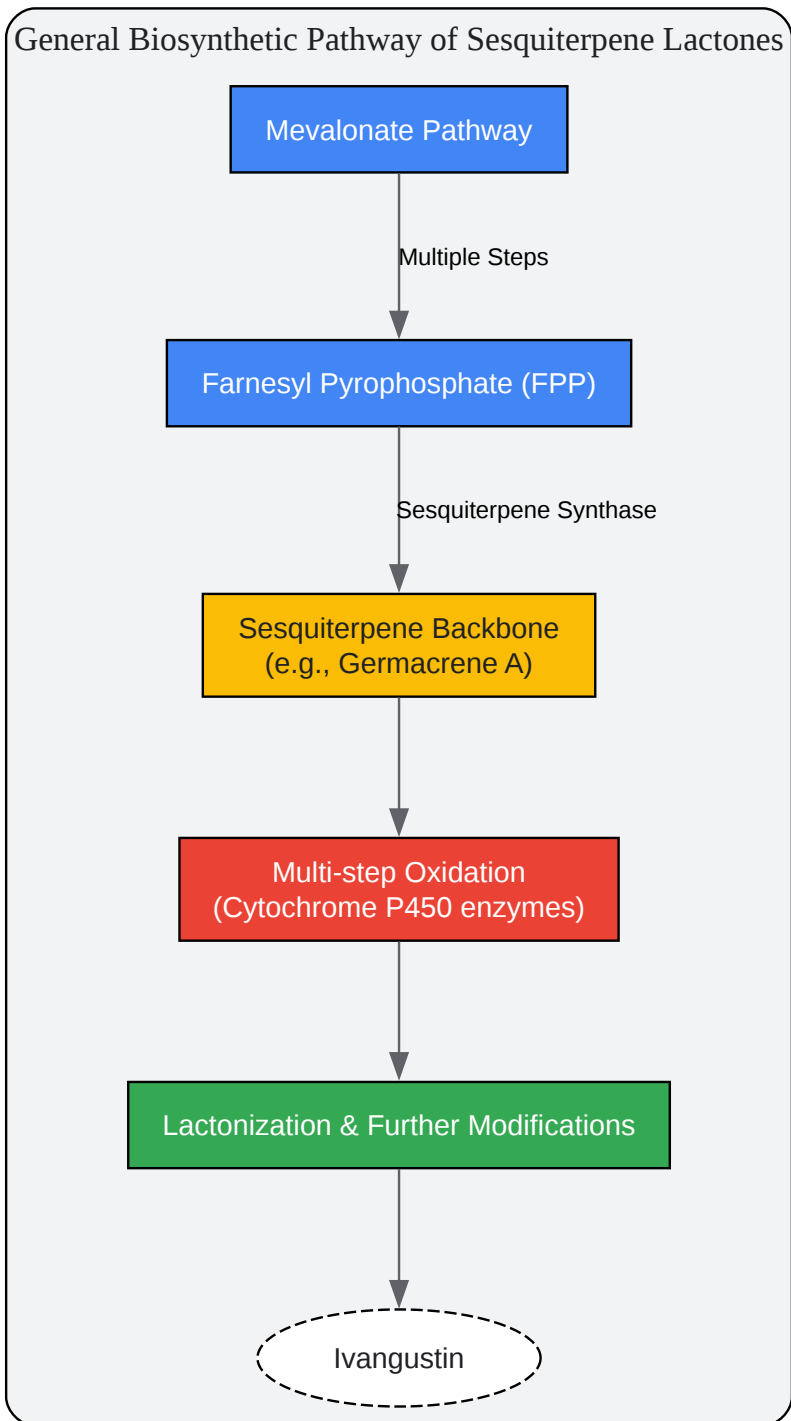 General Biosynthetic Pathway of Sesquiterpene Lactones
Mevalonate Pathway
Multiple Steps
Farnesyl Pyrophosphate (FPP)
Sesquiterpene Synthase
Sesquiterpene Backbone
(e.g., Germacrene A)
Multi-step Oxidation
(Cytochrome P450 enzymes)
Lactonization & Further Modifications
Ivangustin